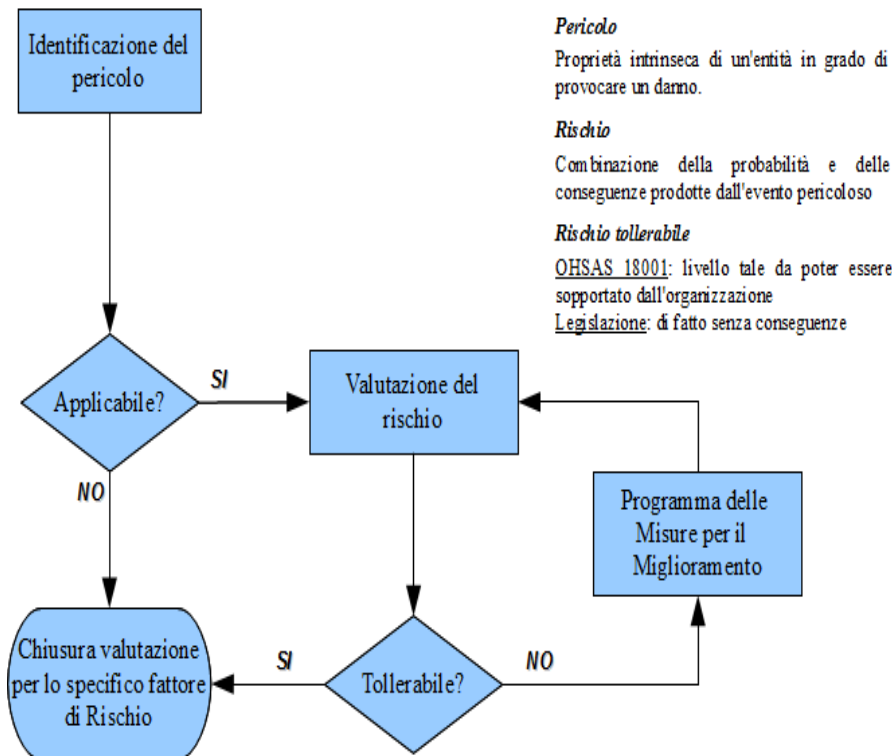 Identificazione del
pericolo
Pericolo
Proprietà intrinseca di un'entità in grado di
provocare un danno.
Rischio
Combinazione della probabilità e delle
conseguenze prodotte dall'evento pericoloso
Rischio tollerabile
OHSAS 18001: livello tale da poter essere
sopportato dall'organizzazione
Legislazione: di fatto senza conseguenze
Applicabile?
SI
Valutazione del
rischio
NO
Programma delle
Misure per il
Miglioramento
Chiusura valutazione
per lo specifico fattore
di Rischio
SI
Tollerabile?
NO